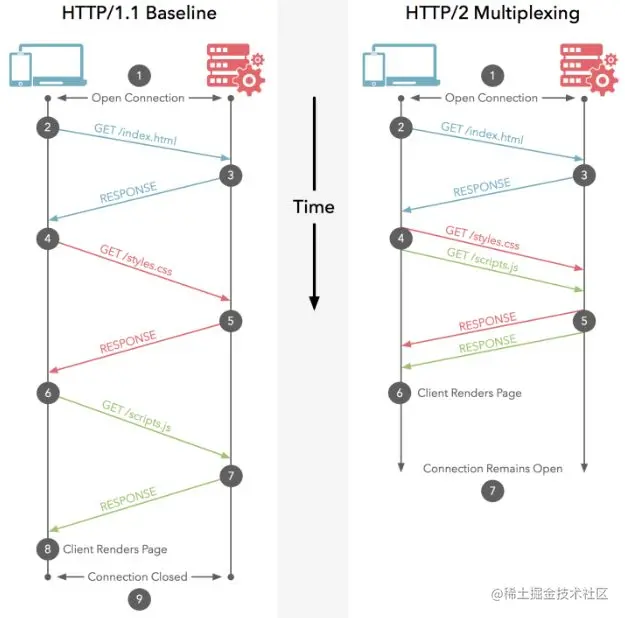 HTTP/1.1 Baseline
1
Open Connection
2
GET /index.html
3
RESPONSE
4
GET /styles.css
5
RESPONSE
6
GET /scripts.js
7
RESPONSE
8
Client Renders Page
Connection Closed
9
Time
HTTP/2 Multiplexing
1
Open Connection
2
GET /index.html
3
RESPONSE
4
GET /styles.css
GET /scripts.js
5
RESPONSE
RESPONSE
6
Client Renders Page
Connection Remains Open
7
@稀土掘金技术社区